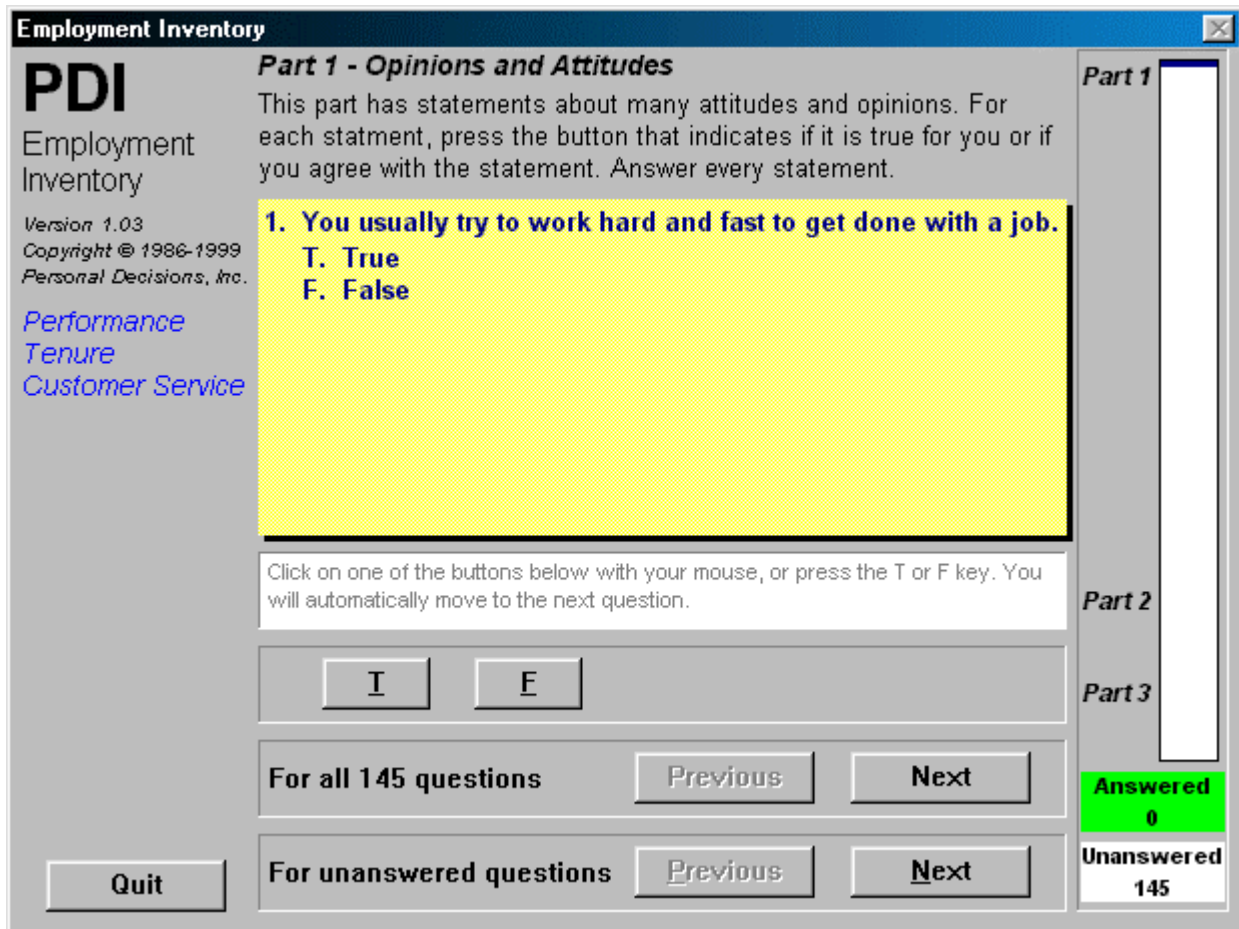 Employment Inventory
PDI
Employment
Inventory
Version 1.03
Copyright © 1986-1999
Personal Decisions, Inc.
Performance
Tenure
Customer Service
Quit
Part 1 - Opinions and Attitudes
This part has statements about many attitudes and opinions. For
each statment, press the button that indicates if it is true for you or if
you agree with the statement. Answer every statement.
1. You usually try to work hard and fast to get done with a job.
T. True
F. False
Click on one of the buttons below with your mouse, or press the T or F key. You
will automatically move to the next question.
T F
For all 145 questions Previous Next
For unanswered questions Previous Next
Part 1
Part 2
Part 3
Answered
0
Unanswered
145